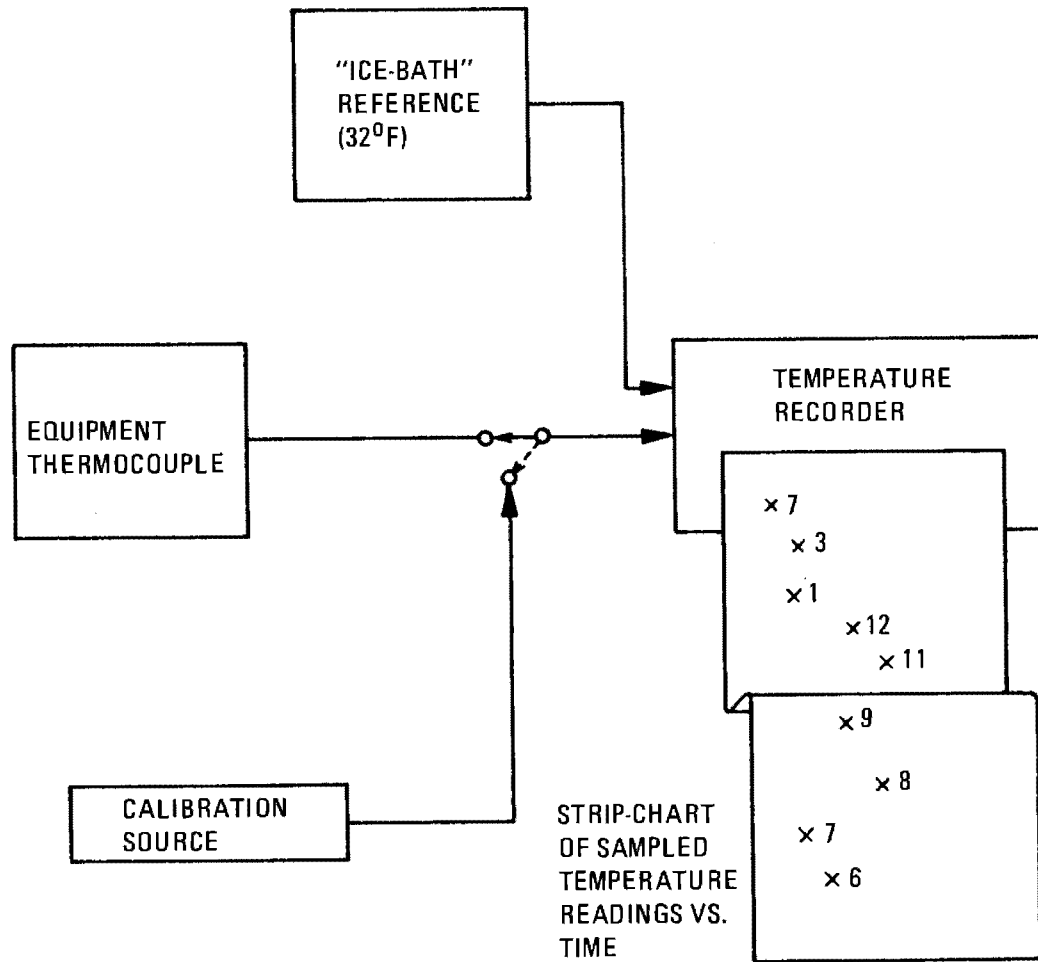 "ICE-BATH"
REFERENCE
(32⁰F)
EQUIPMENT
THERMOCOUPLE
TEMPERATURE
RECORDER
× 7
× 3
× 1
× 12
× 11
× 9
× 8
× 7
× 6
CALIBRATION
SOURCE
STRIP-CHART
OF SAMPLED
TEMPERATURE
READINGS VS.
TIME